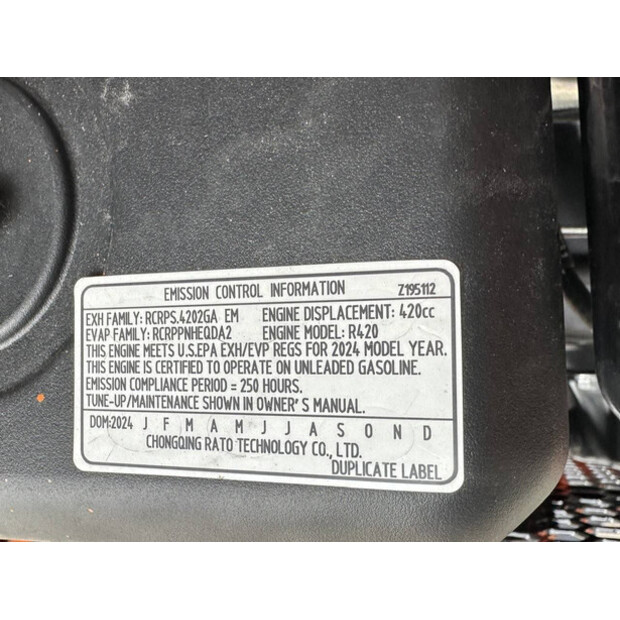 EMISSION CONTROL INFORMATION Z195112
EXH FAMILY: RCRPS.4202GA EM ENGINE DISPLACEMENT: 420cc
EVAP FAMILY: RCRPPNHEQDA2 ENGINE MODEL: R420
THIS ENGINE MEETS U.S.EPA EXH/EVP REGS FOR 2024 MODEL YEAR.
THIS ENGINE IS CERTIFIED TO OPERATE ON UNLEADED GASOLINE.
EMISSION COMPLIANCE PERIOD = 250 HOURS.
TUNE-UP/MAINTENANCE SHOWN IN OWNER'S MANUAL.
DOM:2024 J F M A M J J A S O N D
CHONGQING RATO TECHNOLOGY CO., LTD.
DUPLICATE LABEL